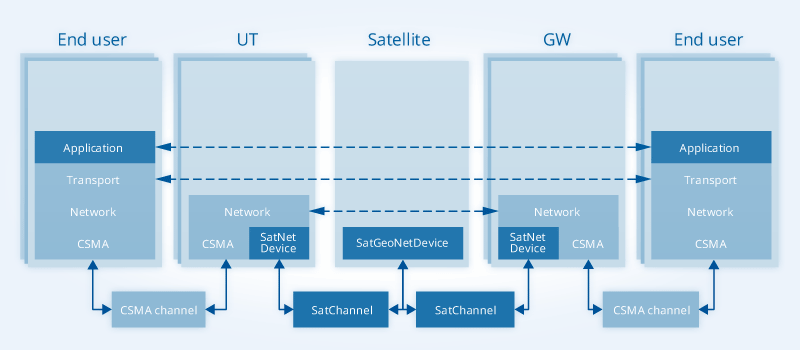 End user
UT
Satellite
GW
End user
Application
Application
Transport
Transport
Network
Network
Network
Network
CSMA
CSMA
SatNet
Device
SatGeoNetDevice
SatNet
Device
CSMA
CSMA
CSMA channel
SatChannel
SatChannel
CSMA channel